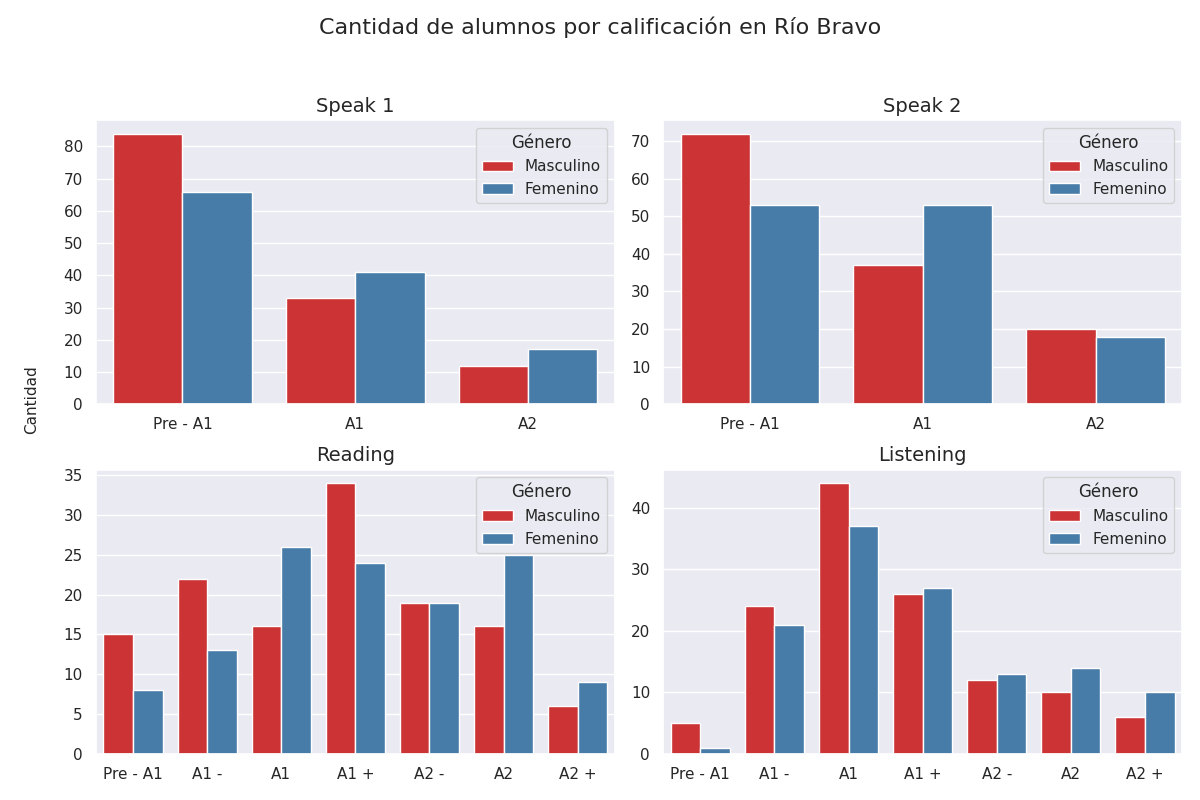 Cantidad de alumnos por calificación en Río Bravo
Speak 1
Género
Masculino
Femenino
80
70
60
50
40
30
20
10
0
Pre - A1 A1 A2
Speak 2
Género
Masculino
Femenino
70
60
50
40
30
20
10
0
Pre - A1 A1 A2
Cantidad
Reading
Género
Masculino
Femenino
35
30
25
20
15
10
5
0
Pre - A1 A1 - A1 A1 + A2 - A2 A2 +
Listening
Género
Masculino
Femenino
40
30
20
10
0
Pre - A1 A1 - A1 A1 + A2 - A2 A2 +